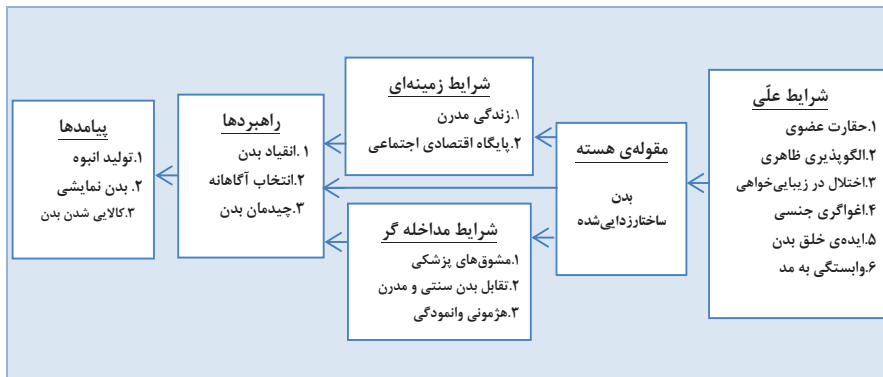 شرایط علّی
۱.حقارت عضوی
۲.الگوپذیری ظاهری
۳.اختلال در زیبایی‌خواهی
۴.اغواگری جنسی
۵.ایده‌ی خلق بدن
۶.وابستگی به مد
مقوله‌ی هسته
بدن
ساختارزدایی‌شده
شرایط زمینه‌ای
۱.زندگی مدرن
۲.پایگاه اقتصادی اجتماعی
شرایط مداخله گر
۱.مشوق‌های پزشکی
۲.تقابل بدن سنتی و مدرن
۳.هژمونی وانمودگی
راهبردها
۱ .انقیاد بدن
۲.انتخاب آگاهانه
۳.چیدمان بدن
پیامدها
۱.تولید انبوه
۲. بدن نمایشی
۳.کالایی شدن بدن